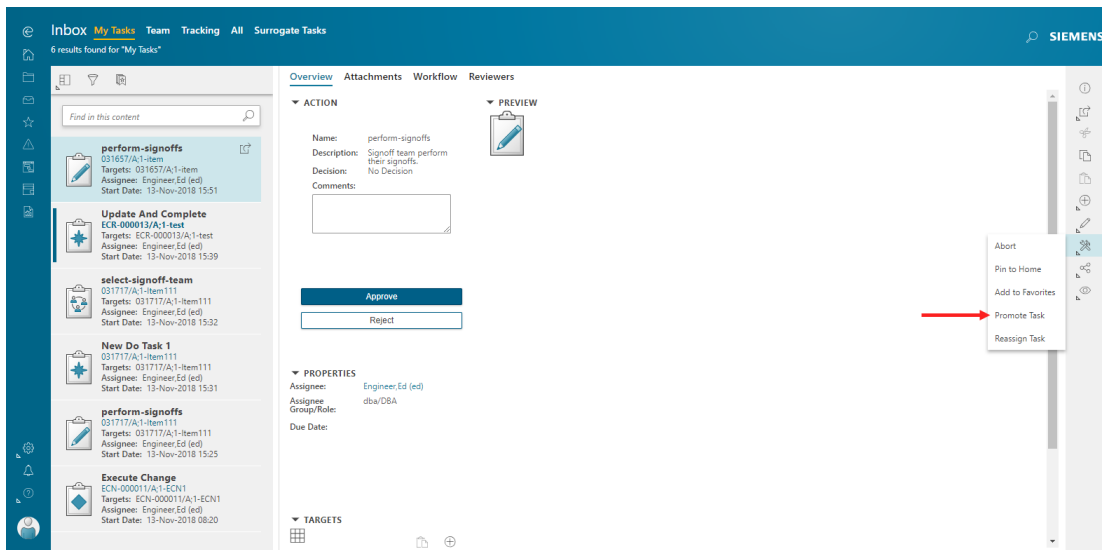 Inbox My Tasks Team Tracking All Surrogate Tasks
6 results found for "My Tasks"
SIEMENS
Find in this content
perform-signoffs
031657/A;1-item
Targets: 031657/A;1-item
Assignee: Engineer,Ed (ed)
Start Date: 13-Nov-2018 15:51
Update And Complete
ECR-000013/A;1-test
Targets: ECR-000013/A;1-test
Assignee: Engineer,Ed (ed)
Start Date: 13-Nov-2018 15:39
select-signoff-team
031717/A;1-Item111
Targets: 031717/A;1-Item111
Assignee: Engineer,Ed (ed)
Start Date: 13-Nov-2018 15:32
New Do Task 1
031717/A;1-Item111
Targets: 031717/A;1-Item111
Assignee: Engineer,Ed (ed)
Start Date: 13-Nov-2018 15:31
perform-signoffs
031717/A;1-Item111
Targets: 031717/A;1-Item111
Assignee: Engineer,Ed (ed)
Start Date: 13-Nov-2018 15:25
Execute Change
ECN-000011/A;1-ECN1
Targets: ECN-000011/A;1-ECN1
Assignee: Engineer,Ed (ed)
Start Date: 13-Nov-2018 08:20
Overview Attachments Workflow Reviewers
ACTION
Name: perform-signoffs
Description: Signoff team perform
their signoffs.
Decision: No Decision
Comments:
Approve
Reject
PREVIEW
PROPERTIES
Assignee: Engineer,Ed (ed)
Assignee dba/DBA
Group/Role:
Due Date:
TARGETS
Abort
Pin to Home
Add to Favorites
Promote Task
Reassign Task